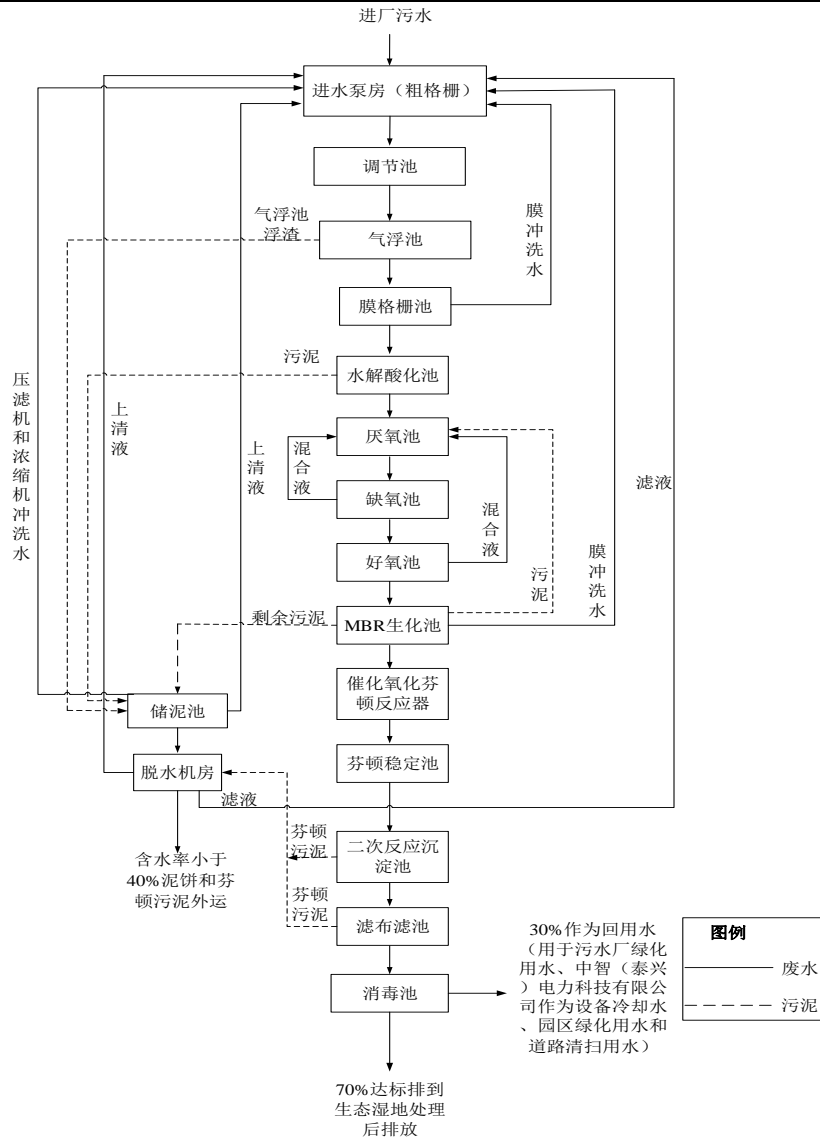 进厂污水
进水泵房（粗格栅）
调节池
气浮池
浮渣
气浮池
膜
冲
洗
水
膜格栅池
污泥
水解酸化池
压
滤
机
和
浓
缩
机
冲
洗
水
上
清
液
上
清
液
混
合
液
厌氧池
缺氧池
混
合
液
好氧池
污
泥
膜
冲
洗
水
滤液
剩余污泥
MBR生化池
催化氧化芬
顿反应器
储泥池
芬顿稳定池
脱水机房
滤液
芬顿
污泥
二次反应沉
淀池
含水率小于
40%泥饼和芬
顿污泥外运
芬顿
污泥
滤布滤池
消毒池
30%作为回用水
（用于污水厂绿化
用水、中智（泰兴
）电力科技有限公
司作为设备冷却水
、园区绿化用水和
道路清扫用水）
图例
废水
污泥
70%达标排到
生态湿地处理
后排放